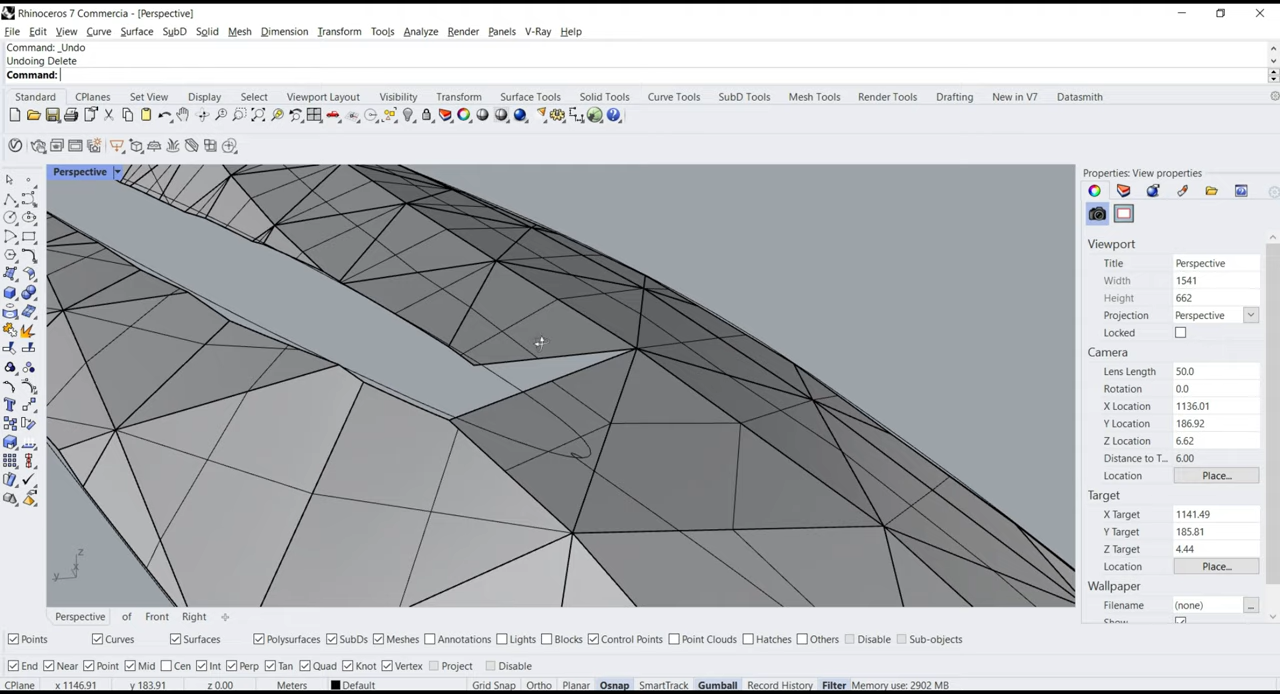 Rhinoceros 7 Commercia - [Perspective]
File Edit View Curve Surface SubD Solid Mesh Dimension Transform Tools Analyze Render Panels V-Ray Help
Command: _Undo
Undoing Delete
Command:
Standard CPlanes Set View Display Select Viewport Layout Visibility Transform Surface Tools Solid Tools Curve Tools SubD Tools Mesh Tools Render Tools Drafting New in V7 Datasmith
Perspective
Properties: View properties
Viewport
Title Perspective
Width 1541
Height 662
Projection Perspective
Locked
Camera
Lens Length 50.0
Rotation 0.0
X Location 1136.01
Y Location 186.92
Z Location 6.62
Distance to T... 6.00
Location Place...
Target
X Target 1141.49
Y Target 185.81
Z Target 4.44
Location Place...
Wallpaper
Filename (none) ...
Show
z
y x
Perspective of Front Right
Points Curves Surfaces Polysurfaces SubDs Meshes Annotations Lights Blocks Control Points Point Clouds Hatches Others Disable Sub-objects
End Near Point Mid Cen Int Perp Tan Quad Knot Vertex Project Disable
CPlane x 1146.91 y 183.91 z 0.00 Meters Default Grid Snap Ortho Planar Osnap SmartTrack Gumball Record History Filter Memory use: 2902 MB